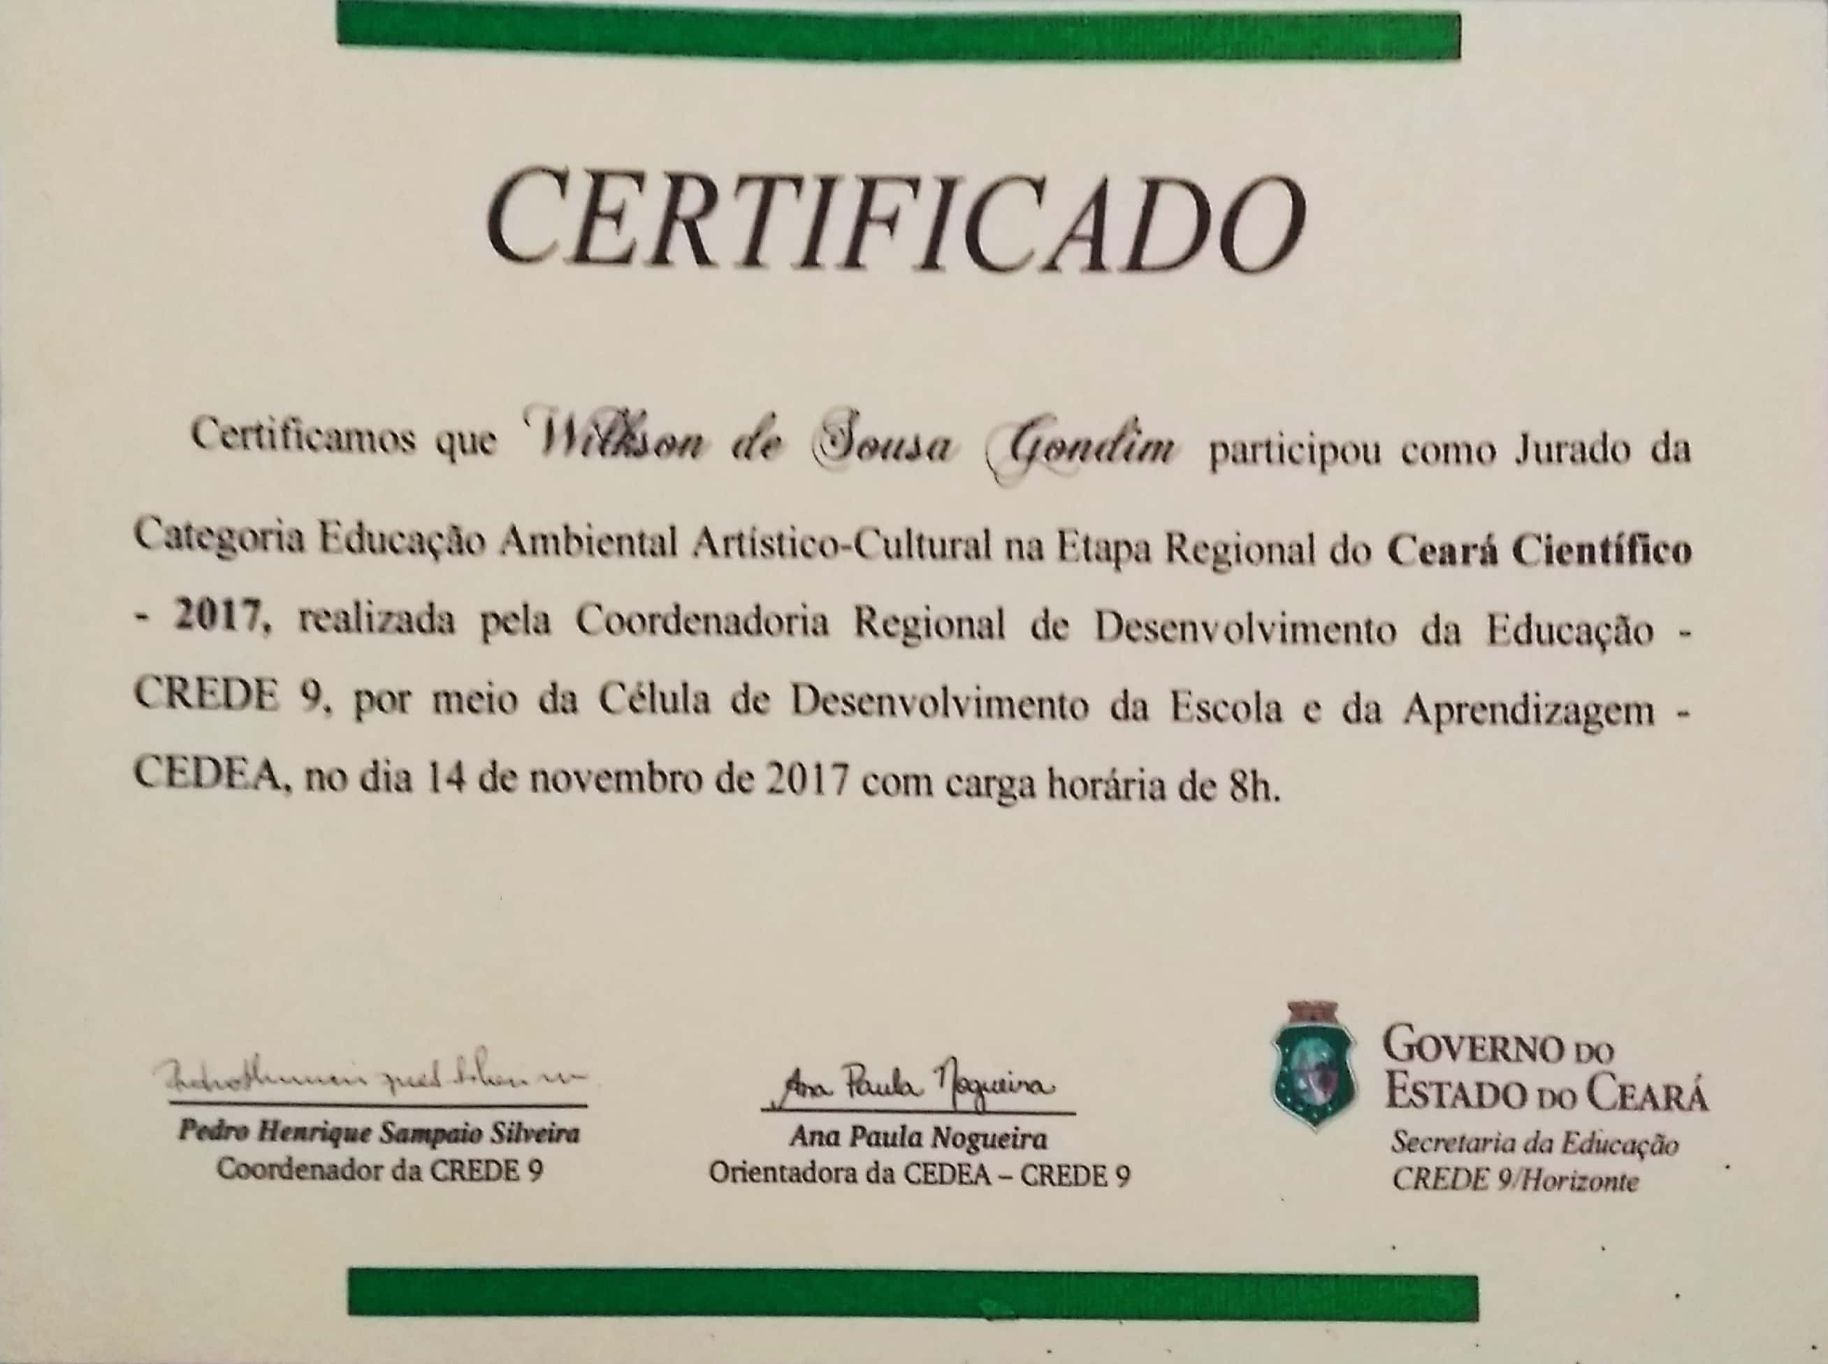 CERTIFICADO
Certificamos que Wilkson de Sousa Gondim participou como Jurado da
Categoria Educação Ambiental Artístico-Cultural na Etapa Regional do Ceará Científico
- 2017, realizada pela Coordenadoria Regional de Desenvolvimento da Educação -
CREDE 9, por meio da Célula de Desenvolvimento da Escola e da Aprendizagem -
CEDEA, no dia 14 de novembro de 2017 com carga horária de 8h.
Ana Paula Nogueira
Pedro Henrique Sampaio Silveira
Coordenador da CREDE 9
Ana Paula Nogueira
Orientadora da CEDEA – CREDE 9
GOVERNO DO
ESTADO DO CEARÁ
Secretaria da Educação
CREDE 9/Horizonte